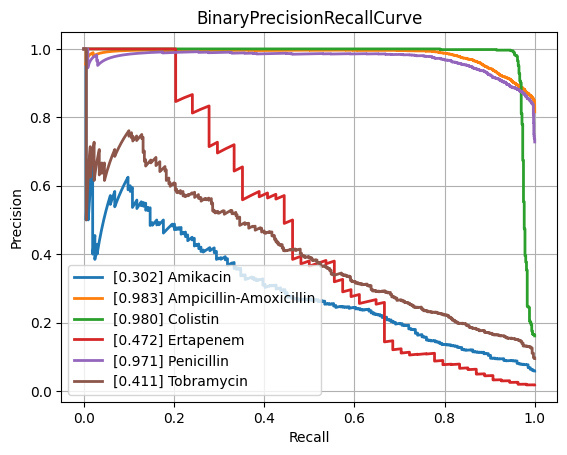 BinaryPrecisionRecallCurve
Precision
1.0
0.8
0.6
0.4
0.2
0.0
[0.302] Amikacin
[0.983] Ampicillin-Amoxicillin
[0.980] Colistin
[0.472] Ertapenem
[0.971] Penicillin
[0.411] Tobramycin
0.0 0.2 0.4 0.6 0.8 1.0
Recall